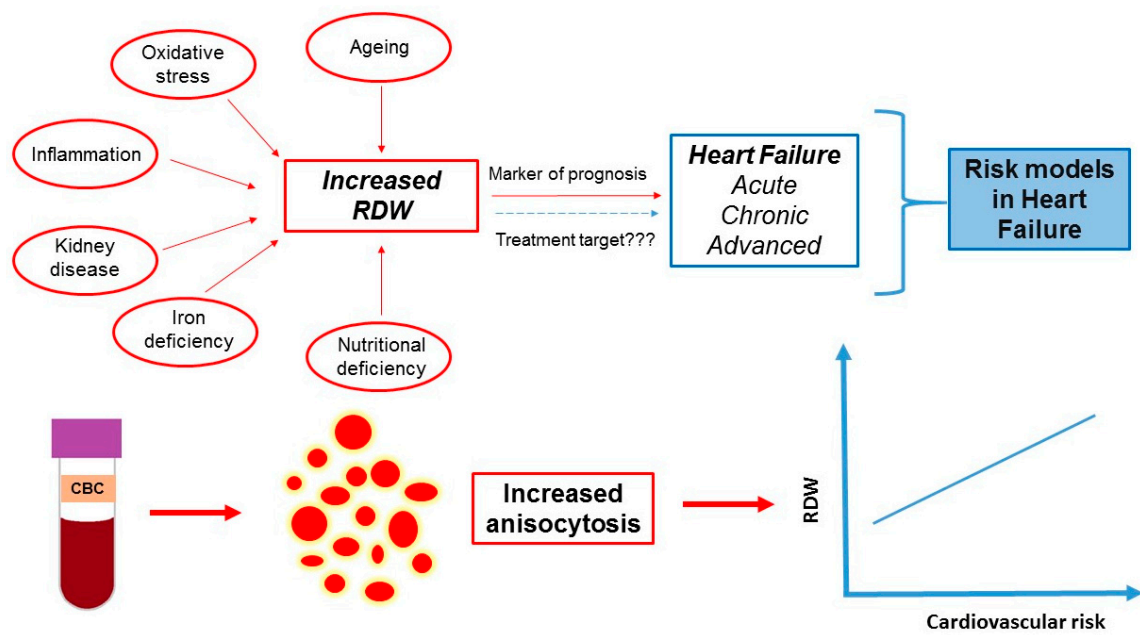 Oxidative
stress
Ageing
Inflammation
Kidney
disease
Iron
deficiency
Nutritional
deficiency
Increased
RDW
Marker of prognosis
Treatment target???
Heart Failure
Acute
Chronic
Advanced
Risk models
in Heart
Failure
CBC
Increased
anisocytosis
RDW
Cardiovascular risk